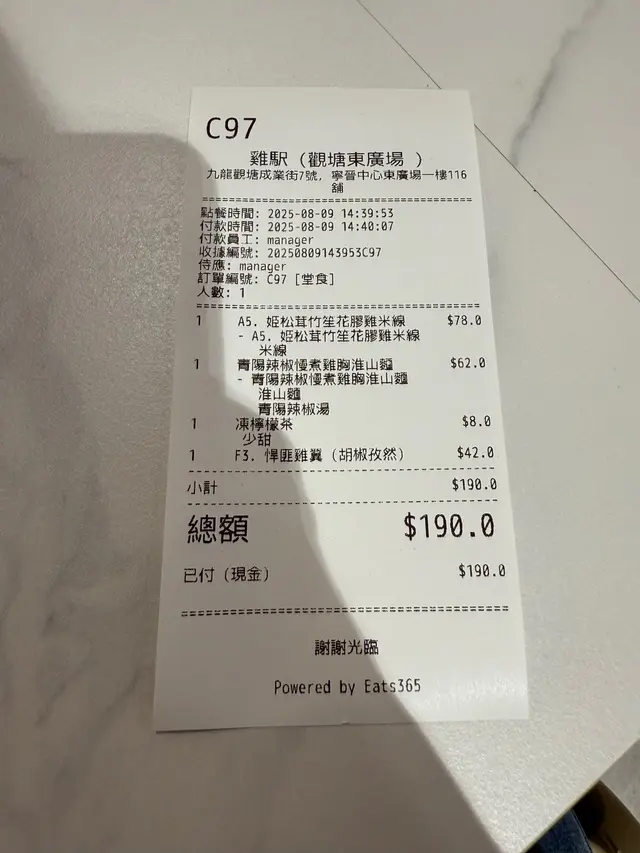 C97
雞駅（觀塘東廣場 ）
九龍觀塘成業街7號, 寧晉中心東廣場一樓116
舖
點餐時間: 2025-08-09 14:39:53
付款時間: 2025-08-09 14:40:07
付款員工: manager
收據編號: 20250809143953C97
侍應: manager
訂單編號: C97 [堂食]
人數: 1
1 A5. 姬松茸竹笙花膠雞米線 $78.0
- A5. 姬松茸竹笙花膠雞米線
米線
1 青陽辣椒慢煮雞胸淮山麵 $62.0
- 青陽辣椒慢煮雞胸淮山麵
淮山麵
青陽辣椒湯
1 凍檸檬茶 $8.0
少甜
1 F3. 悍匪雞翼（胡椒孜然） $42.0
小計 $190.0
總額 $190.0
已付（現金） $190.0
謝謝光臨
Powered by Eats365